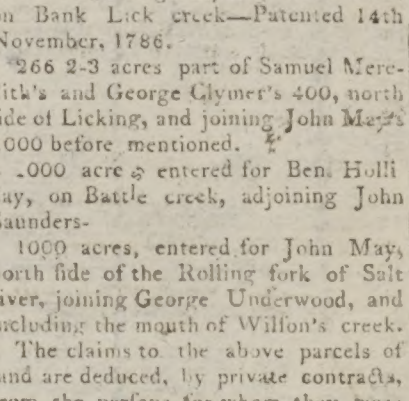 on Bank Lick creek—Patented 14th
November, 1786.
266 2-3 acres part of Samuel Mere-
dith's and George Clymer's 400, north
side of Licking, and joining John May's
000 before mentioned.
000 acres entered for Ben. Holli
day, on Battle creek, adjoining John
Saunders-
1000 acres, entered for John May,
north ſide of the Rolling fork of Salt
river, joining George Underwood, and
including the mouth of Wilſon's creek.
The claims to the above parcels of
land are deduced, by private contracts,